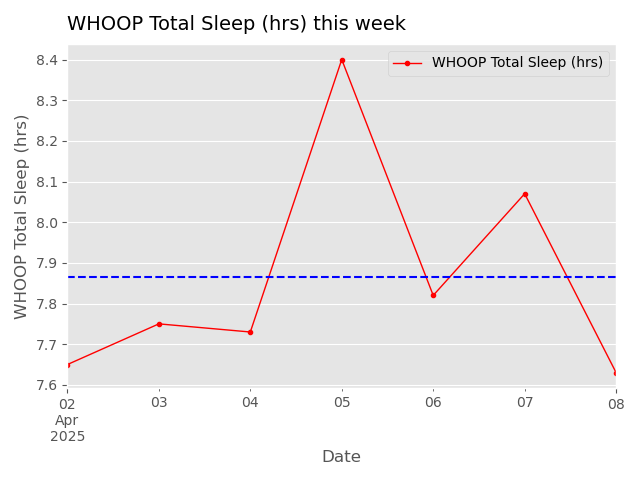 WHOOP Total Sleep (hrs) this week
WHOOP Total Sleep (hrs)
WHOOP Total Sleep (hrs)
8.4
8.3
8.2
8.1
8.0
7.9
7.8
7.7
7.6
02 03 04 05 06 07 08
Apr
2025
Date